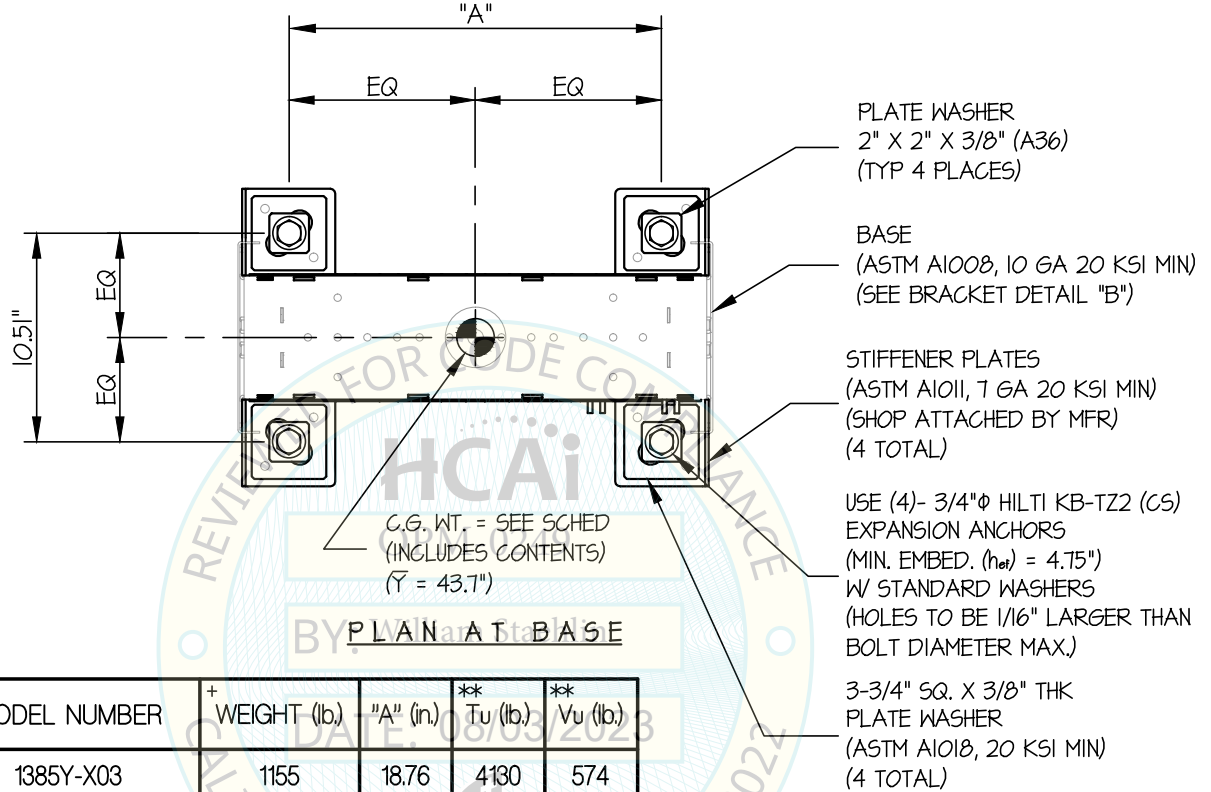 "A"
EQ
EQ
10.51"
EQ
EQ
PLATE WASHER
2" X 2" X 3/8" (A36)
(TYP 4 PLACES)
BASE
(ASTM A1008, 10 GA 20 KSI MIN)
(SEE BRACKET DETAIL "B")
STIFFENER PLATES
(ASTM A1011, 7 GA 20 KSI MIN)
(SHOP ATTACHED BY MFR)
(4 TOTAL)
USE (4)- 3/4"Φ HILTI KB-TZ2 (CS)
EXPANSION ANCHORS
(MIN. EMBED. (hef) = 4.75")
W/ STANDARD WASHERS
(HOLES TO BE 1/16" LARGER THAN
BOLT DIAMETER MAX.)
3-3/4" SQ. X 3/8" THK
PLATE WASHER
(ASTM A1018, 20 KSI MIN)
(4 TOTAL)
C.G. WT. = SEE SCHED
(INCLUDES CONTENTS)
(Y̅ = 43.7")
PLAN AT BASE
REVIEWED FOR CODE COMPLIANCE
HCAi
OPM-0249
BY: William Staehlin
DATE: 08/03/2023
2022
ODEL NUMBER + WEIGHT (lb.) "A" (in.) ** Tu (lb.) ** Vu (lb.)
1385Y-X03 1155 18.76 4130 574